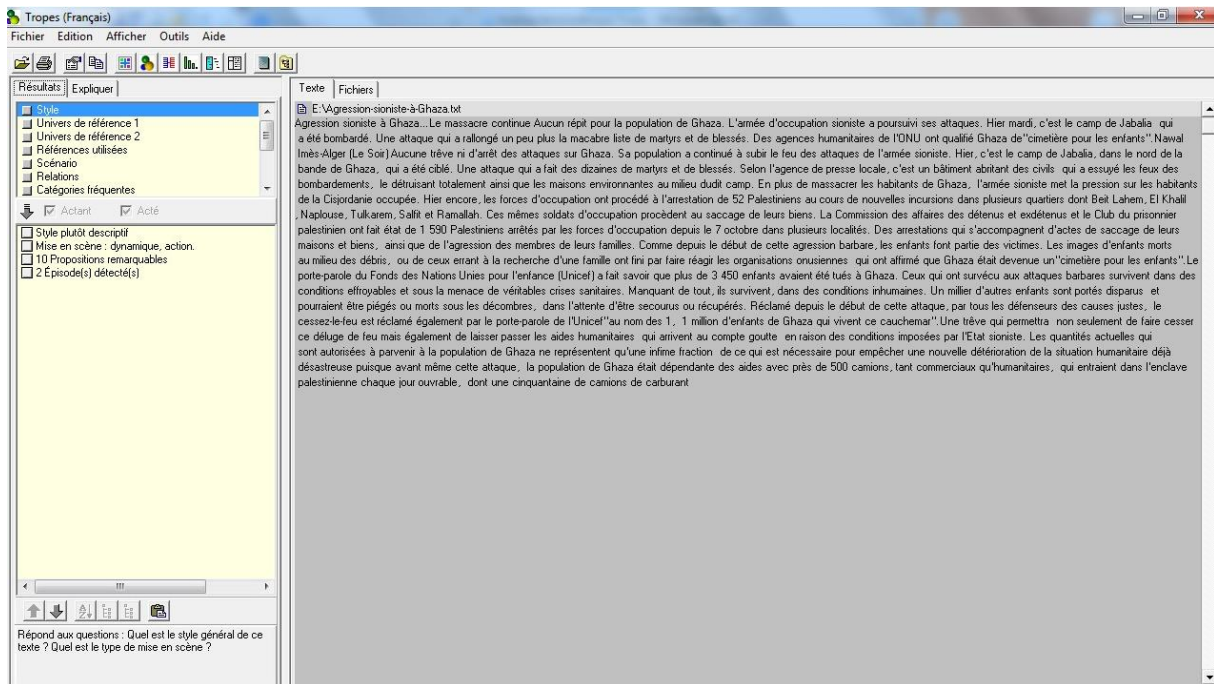 Tropes (Français)
Fichier Edition Afficher Outils Aide
Résultats Expliquer
Style
Univers de référence 1
Univers de référence 2
Références utilisées
Scénario
Relations
Catégories fréquentes
Actant Acté
Style plutôt descriptif
Mise en scène : dynamique, action.
10 Propositions remarquables
2 Épisode(s) détecté(s)
Répond aux questions : Quel est le style général de ce
texte ? Quel est le type de mise en scène ?
Texte Fichiers
E:\Agression-sioniste-à-Ghaza.txt
Agression sioniste à Ghaza...Le massacre continue Aucun répit pour la population de Ghaza. L'armée d'occupation sioniste a poursuivi ses attaques. Hier mardi, c'est le camp de Jabalia qui
a été bombardé. Une attaque qui a rallongé un peu plus la macabre liste de martyrs et de blessés. Des agences humanitaires de l'ONU ont qualifié Ghaza de"cimetière pour les enfants".Nawal
Imès-Alger (Le Soir) Aucune trêve ni d'arrêt des attaques sur Ghaza. Sa population a continué à subir le feu des attaques de l'armée sioniste. Hier, c'est le camp de Jabalia, dans le nord de la
bande de Ghaza, qui a été ciblé. Une attaque qui a fait des dizaines de martyrs et de blessés. Selon l'agence de presse locale, c'est un bâtiment abritant des civils qui a essuyé les feux des
bombardements, le détruisant totalement ainsi que les maisons environnantes au milieu dudit camp. En plus de massacrer les habitants de Ghaza, l'armée sioniste met la pression sur les habitants
de la Cisjordanie occupée. Hier encore, les forces d'occupation ont procédé à l'arrestation de 52 Palestiniens au cours de nouvelles incursions dans plusieurs quartiers dont Beit Lahem, El Khalil
, Naplouse, Tulkarem, Salfit et Ramallah. Ces mêmes soldats d'occupation procèdent au saccage de leurs biens. La Commission des affaires des détenus et exdétenus et le Club du prisonnier
palestinien ont fait état de 1 590 Palestiniens arrêtés par les forces d'occupation depuis le 7 octobre dans plusieurs localités. Des arrestations qui s'accompagnent d'actes de saccage de leurs
maisons et biens, ainsi que de l'agression des membres de leurs familles. Comme depuis le début de cette agression barbare, les enfants font partie des victimes. Les images d'enfants morts
au milieu des débris, ou de ceux errant à la recherche d'une famille ont fini par faire réagir les organisations onusiennes qui ont affirmé que Ghaza était devenue un"cimetière pour les enfants".Le
porte-parole du Fonds des Nations Unies pour l'enfance (Unicef) a fait savoir que plus de 3 450 enfants avaient été tués à Ghaza. Ceux qui ont survécu aux attaques barbares survivent dans des
conditions effroyables et sous la menace de véritables crises sanitaires. Manquant de tout, ils survivent, dans des conditions inhumaines. Un millier d'autres enfants sont portés disparus et
pourraient être piégés ou morts sous les décombres, dans l'attente d'être secourus ou récupérés. Réclamé depuis le début de cette attaque, par tous les défenseurs des causes justes, le
cessez-le-feu est réclamé également par le porte-parole de l'Unicef"au nom des 1, 1 million d'enfants de Ghaza qui vivent ce cauchemar".Une trêve qui permettra non seulement de faire cesser
ce déluge de feu mais également de laisser passer les aides humanitaires qui arrivent au compte goutte en raison des conditions imposées par l'Etat sioniste. Les quantités actuelles qui
sont autorisées à parvenir à la population de Ghaza ne représentent qu'une infime fraction de ce qui est nécessaire pour empêcher une nouvelle détérioration de la situation humanitaire déjà
désastreuse puisque avant même cette attaque, la population de Ghaza était dépendante des aides avec près de 500 camions, tant commerciaux qu'humanitaires, qui entraient dans l'enclave
palestinienne chaque jour ouvrable, dont une cinquantaine de camions de carburant